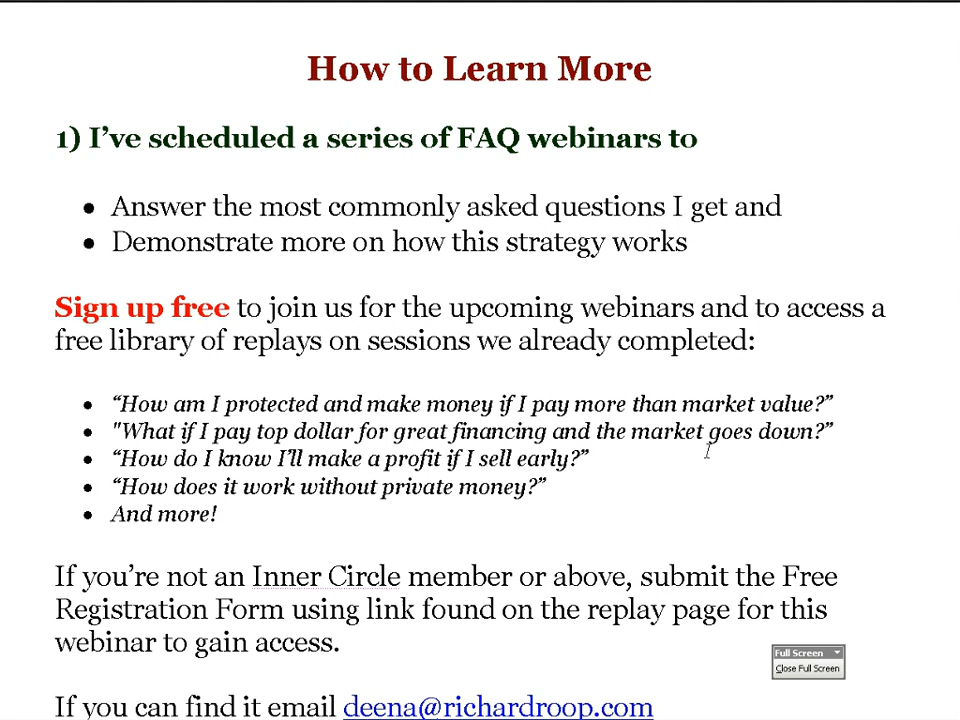 How to Learn More
1) I’ve scheduled a series of FAQ webinars to
• Answer the most commonly asked questions I get and
• Demonstrate more on how this strategy works
Sign up free to join us for the upcoming webinars and to access a
free library of replays on sessions we already completed:
• “How am I protected and make money if I pay more than market value?”
• "What if I pay top dollar for great financing and the market goes down?”
• “How do I know I’ll make a profit if I sell early?”
• “How does it work without private money?”
• And more!
If you’re not an Inner Circle member or above, submit the Free
Registration Form using link found on the replay page for this
webinar to gain access.
Full Screen
Close Full Screen
If you can find it email deena@richardroop.com